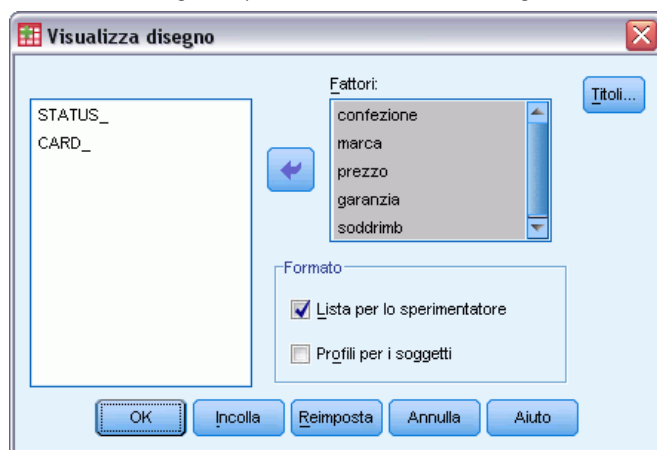 Visualizza disegno
Fattori:
Titoli...
STATUS_
CARD_
confezione
marca
prezzo
garanzia
soddrimb
Formato
Lista per lo sperimentatore
Profili per i soggetti
OK Incolla Reimposta Annulla Aiuto